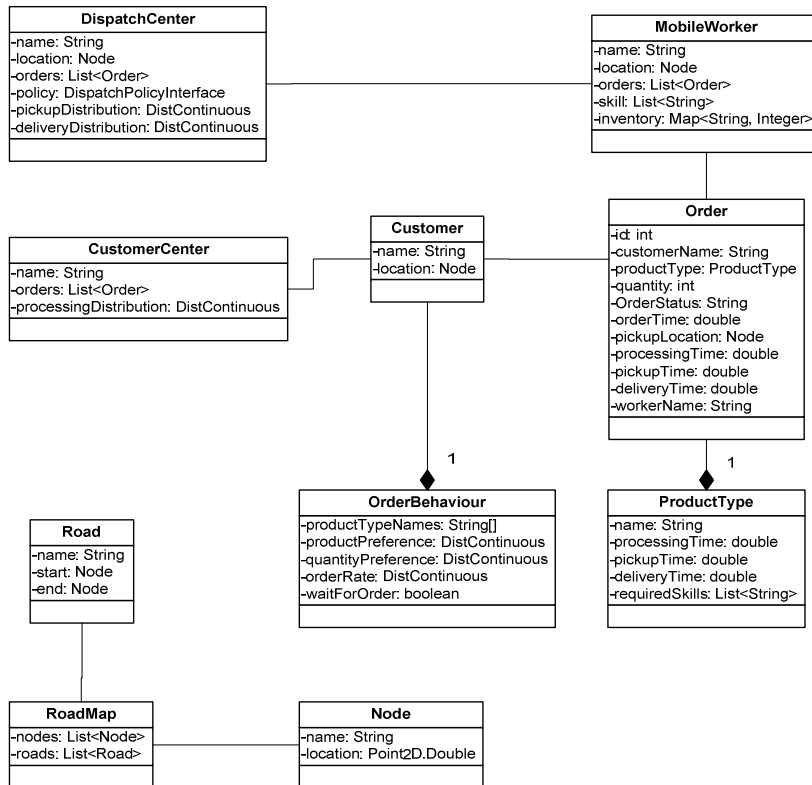 DispatchCenter
-name: String
-location: Node
-orders: List<Order>
-policy: DispatchPolicyInterface
-pickupDistribution: DistContinuous
-deliveryDistribution: DistContinuous
MobileWorker
-name: String
-location: Node
-orders: List<Order>
-skill: List<String>
-inventory: Map<String, Integer>
CustomerCenter
-name: String
-orders: List<Order>
-processingDistribution: DistContinuous
Customer
-name: String
-location: Node
Order
-id: int
-customerName: String
-productType: ProductType
-quantity: int
-OrderStatus: String
-orderTime: double
-pickupLocation: Node
-processingTime: double
-pickupTime: double
-deliveryTime: double
-workerName: String
1
1
OrderBehaviour
-productTypeNames: String[]
-productPreference: DistContinuous
-quantityPreference: DistContinuous
-orderRate: DistContinuous
-waitForOrder: boolean
ProductType
-name: String
-processingTime: double
-pickupTime: double
-deliveryTime: double
-requiredSkills: List<String>
Road
-name: String
-start: Node
-end: Node
RoadMap
-nodes: List<Node>
-roads: List<Road>
Node
-name: String
-location: Point2D.Double